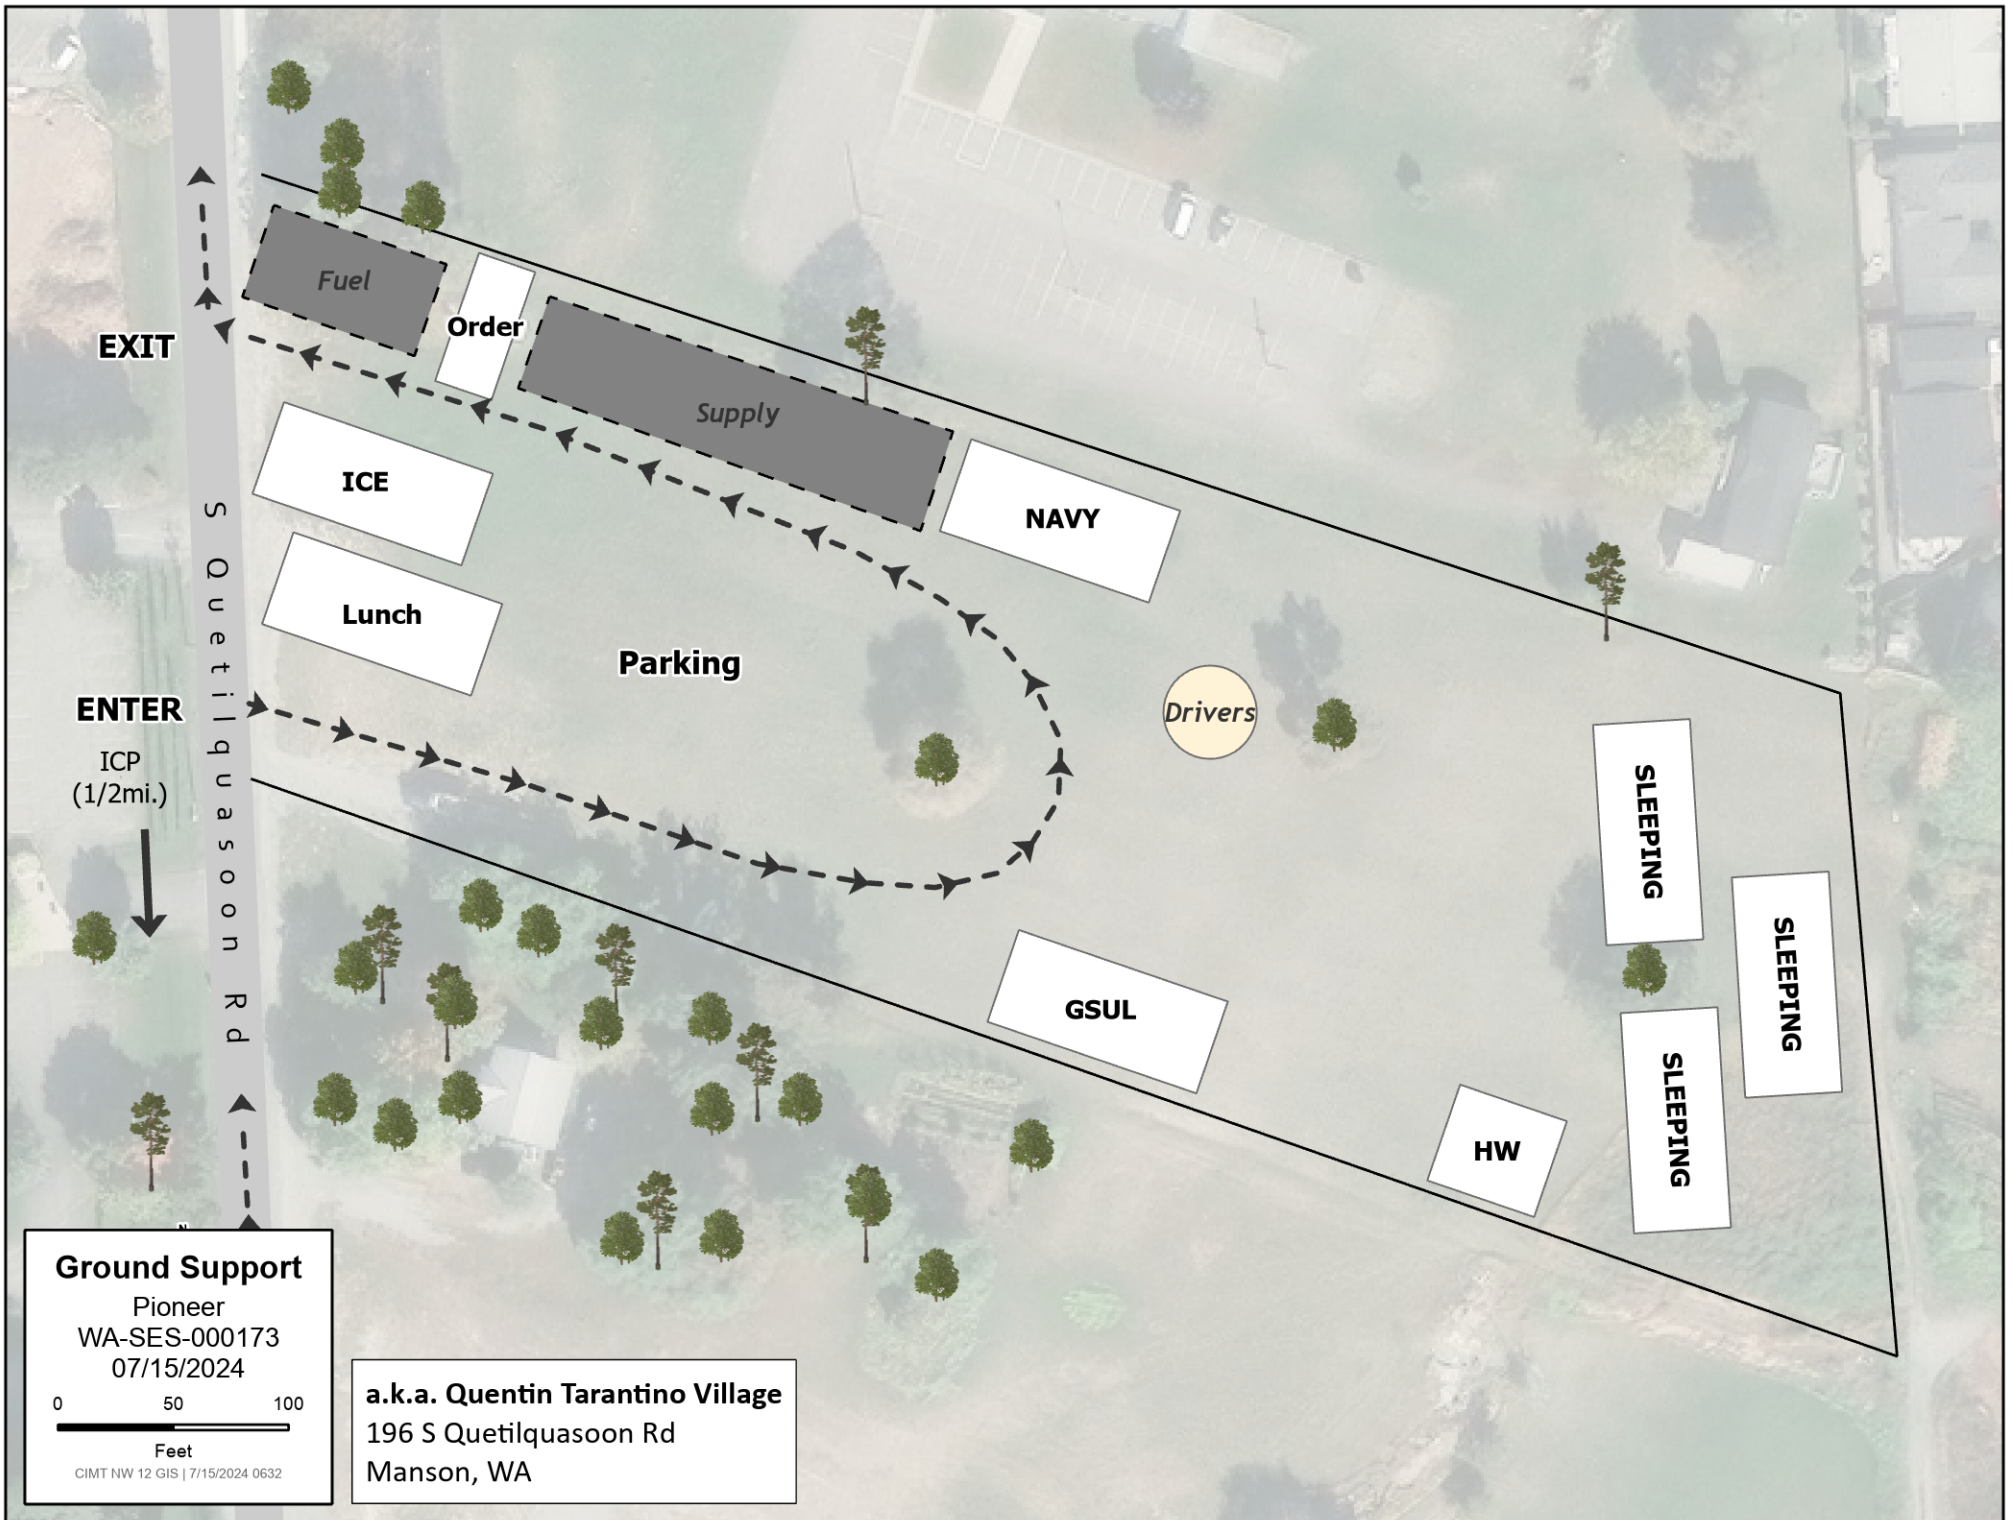 Fuel
Order
EXIT
Supply
ICE
NAVY
Lunch
Parking
ENTER
ICP
(1/2mi.)
S Quetilquasoon Rd
Drivers
SLEEPING
SLEEPING
SLEEPING
GSUL
HW
N
Ground Support
Pioneer
WA-SES-000173
07/15/2024
0 50 100
Feet
CIMT NW 12 GIS | 7/15/2024 0632
a.k.a. Quentin Tarantino Village
196 S Quetilquasoon Rd
Manson, WA